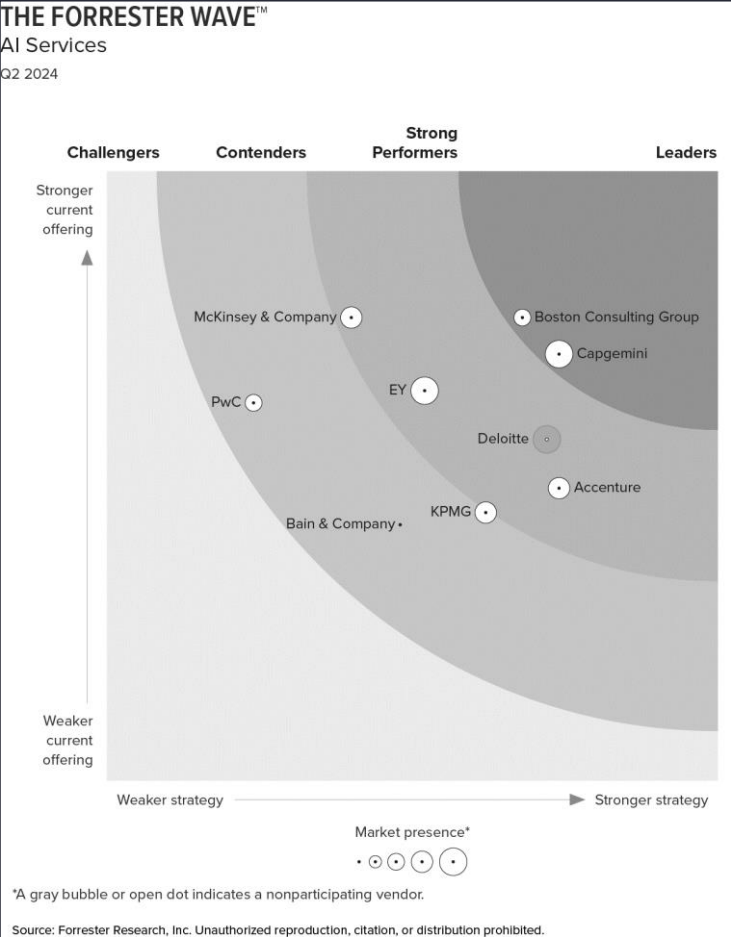 THE FORRESTER WAVE™
AI Services
Q2 2024
Challengers
Contenders
Strong
Performers
Leaders
Stronger
current
offering
McKinsey & Company
Boston Consulting Group
Capgemini
EY
PwC
Deloitte
Accenture
KPMG
Bain & Company
Weaker
current
offering
Weaker strategy
Stronger strategy
Market presence*
*A gray bubble or open dot indicates a nonparticipating vendor.
Source: Forrester Research, Inc. Unauthorized reproduction, citation, or distribution prohibited.